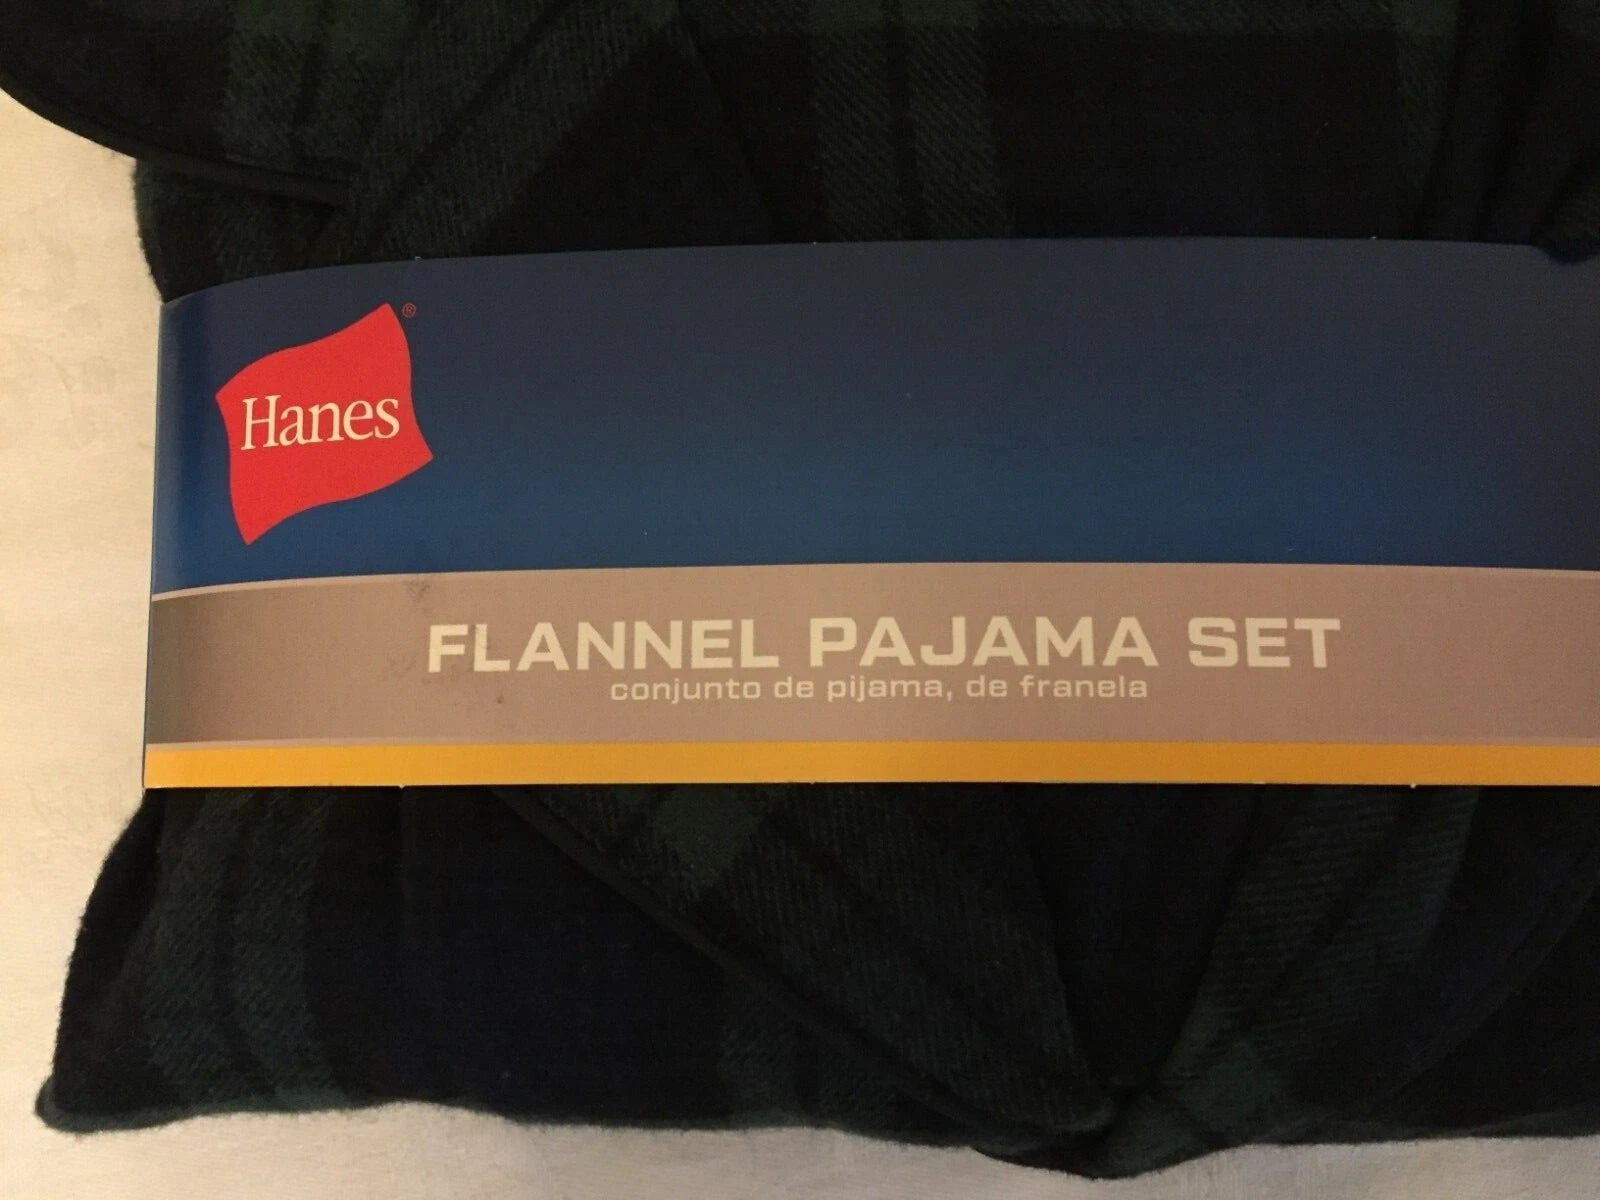 Hanes®
FLANNEL PAJAMA SET
conjunto de pijama, de franela